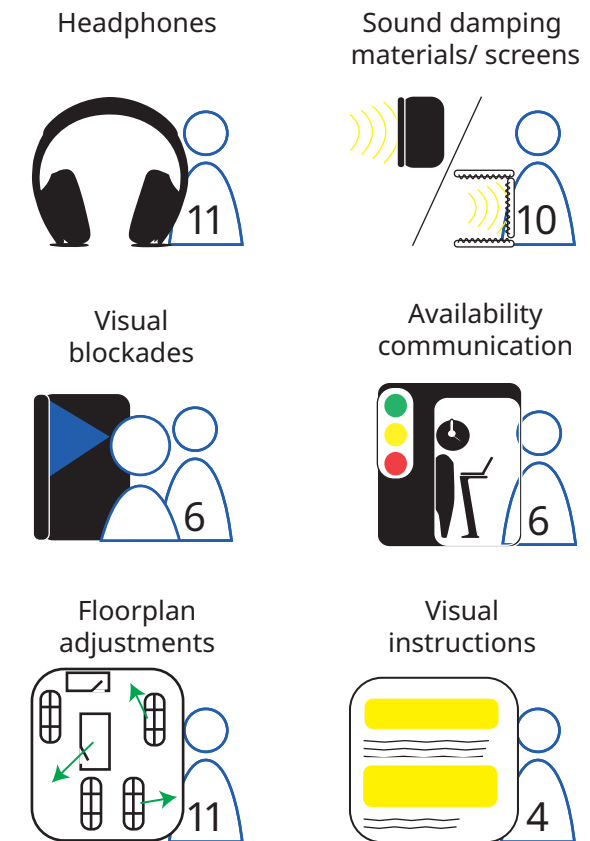 Headphones
Sound damping
materials/ screens
11
10
Visual
blockades
Availability
communication
6
6
Floorplan
adjustments
Visual
instructions
11
4